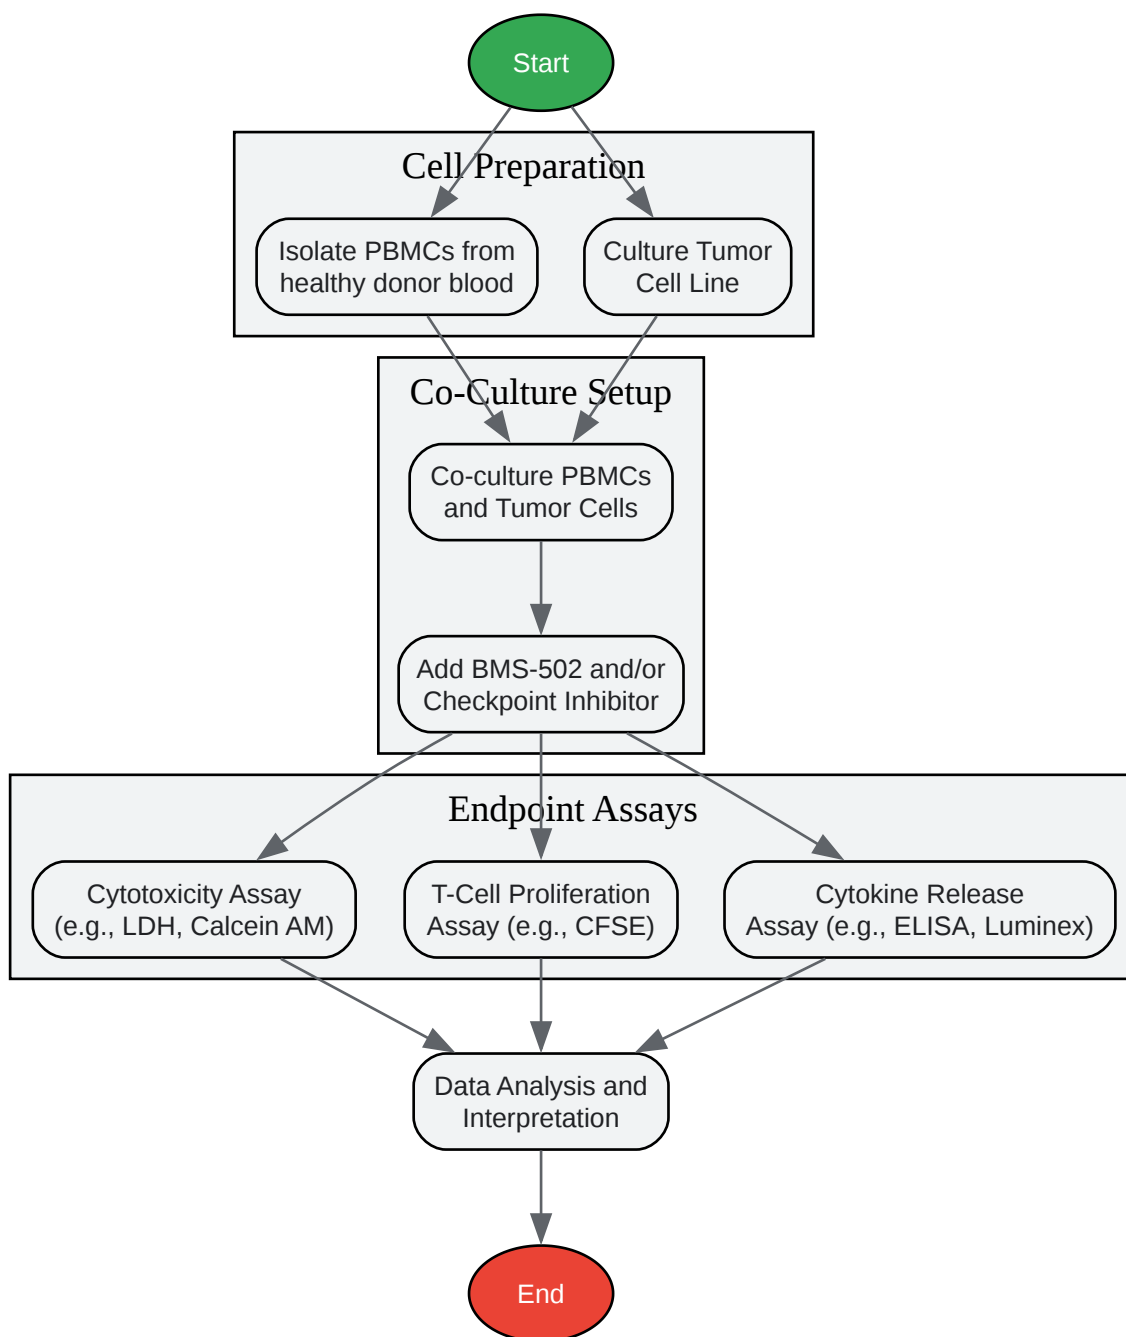 Start
Cell Preparation
Isolate PBMCs from
healthy donor blood
Culture Tumor
Cell Line
Co-Culture Setup
Co-culture PBMCs
and Tumor Cells
Add BMS-502 and/or
Checkpoint Inhibitor
Endpoint Assays
Cytotoxicity Assay
(e.g., LDH, Calcein AM)
T-Cell Proliferation
Assay (e.g., CFSE)
Cytokine Release
Assay (e.g., ELISA, Luminex)
Data Analysis and
Interpretation
End